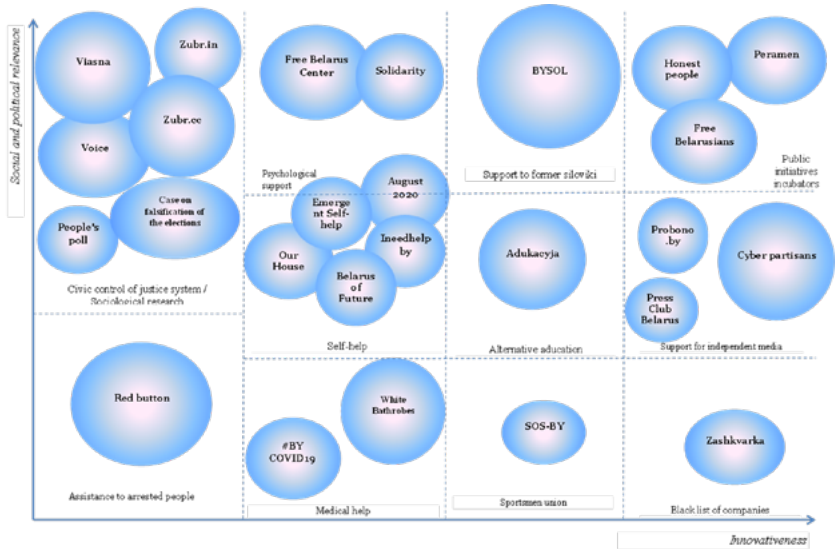 Social and political relevance
Viasna
Zubr.in
Zubr.cc
Voice
People's
poll
Case on
falsification of
the elections
Civic control of justice system /
Sociological research
Free Belarus
Center
Solidarity
Psychological
support
BYSOL
Support to former siloviki
Honest
people
Peramen
Free
Belarusians
Public
initiatives
incubators
August
2020
Emerge
nt Self-
help
Ineedhelp
by
Our
House
Belarus
of
Future
Self-help
Adukacyja
Alternative aducation
Probono
.by
Cyber partisans
Press
Club
Belarus
Support for independent media
Red button
Assistance to arrested people
#BY
COVID19
White
Bathrobes
Medical help
SOS-BY
Sportsmen union
Zashkvarka
Black list of companies
Innovativeness